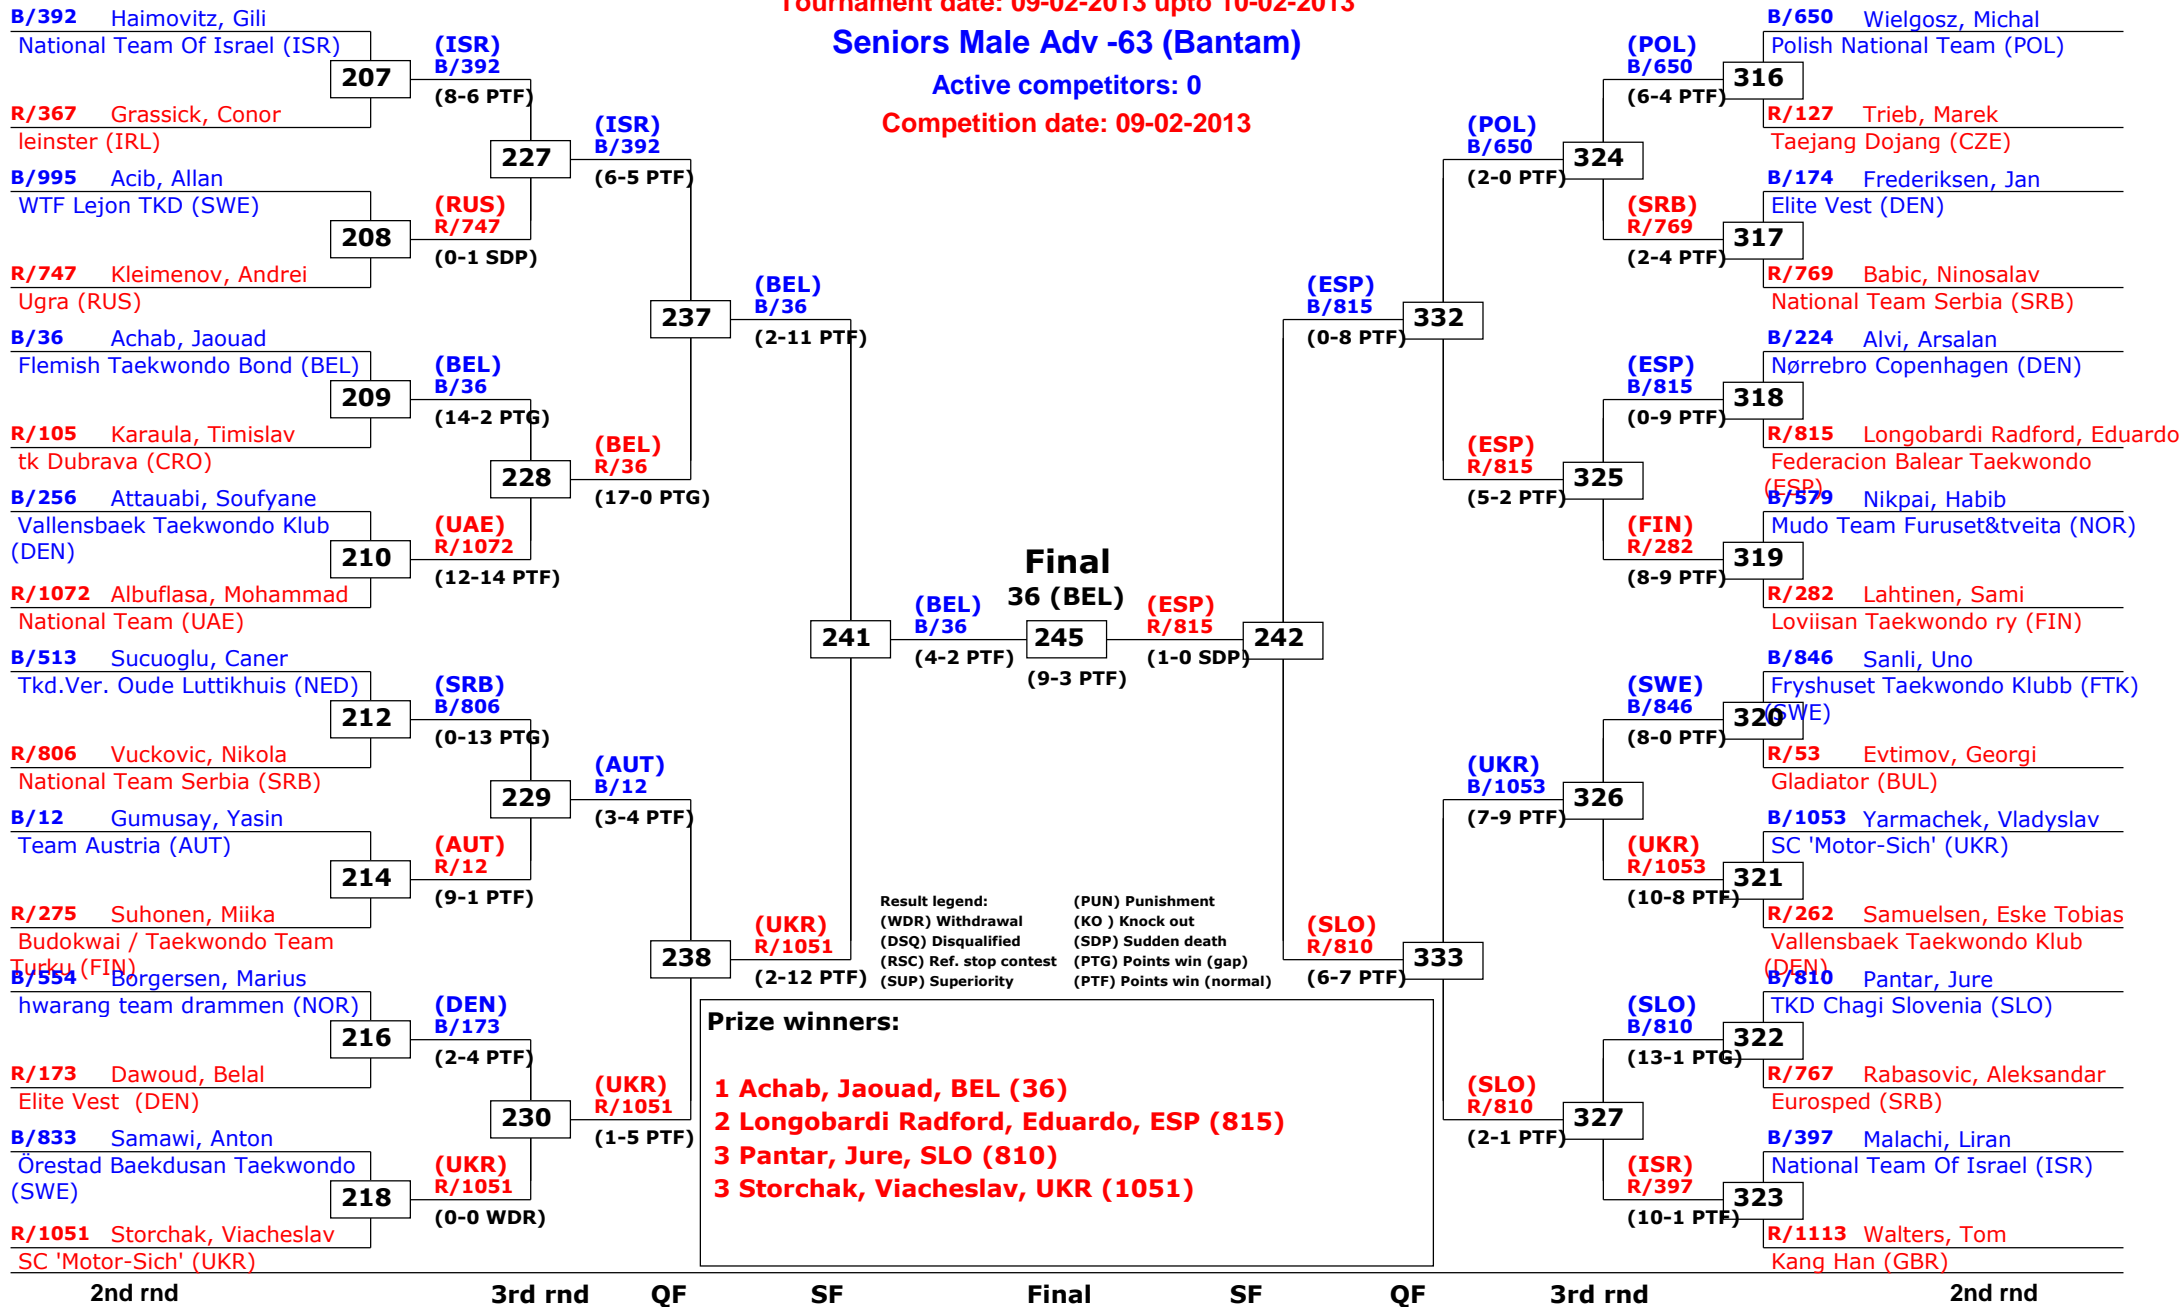 Tournament date: 09-02-2013 upto 10-02-2013
Seniors Male Adv -63 (Bantam)
Active competitors: 0
Competition date: 09-02-2013
B/392 Haimovitz, Gili
National Team Of Israel (ISR)
207
R/367 Grassick, Conor
leinster (IRL)
B/995 Acib, Allan
WTF Lejon TKD (SWE)
208
R/747 Kleimenov, Andrei
Ugra (RUS)
B/36 Achab, Jaouad
Flemish Taekwondo Bond (BEL)
209
R/105 Karaula, Timislav
tk Dubrava (CRO)
B/256 Attauabi, Soufyane
Vallensbaek Taekwondo Klub
(DEN)
210
R/1072 Albuflasa, Mohammad
National Team (UAE)
B/513 Sucuoglu, Caner
Tkd.Ver. Oude Luttikhuis (NED)
212
R/806 Vuckovic, Nikola
National Team Serbia (SRB)
B/12 Gumusay, Yasin
Team Austria (AUT)
214
R/275 Suhonen, Miika
Budokwai / Taekwondo Team
Turku (FIN)
B/554 Borgersen, Marius
hwarang team drammen (NOR)
216
R/173 Dawoud, Belal
Elite Vest (DEN)
B/833 Samawi, Anton
Örestad Baekdusan Taekwondo
(SWE)
218
R/1051 Storchak, Viacheslav
SC 'Motor-Sich' (UKR)
(ISR)
B/392
(8-6 PTF)
227
(RUS)
R/747
(0-1 SDP)
(BEL)
B/36
(14-2 PTG)
228
(UAE)
R/1072
(12-14 PTF)
(SRB)
B/806
(0-13 PTG)
229
(AUT)
R/12
(9-1 PTF)
(DEN)
B/173
(2-4 PTF)
230
(UKR)
R/1051
(0-0 WDR)
(ISR)
B/392
(6-5 PTF)
237
(BEL)
R/36
(17-0 PTG)
(AUT)
B/12
(3-4 PTF)
238
(UKR)
R/1051
(1-5 PTF)
(BEL)
B/36
(2-11 PTF)
241
(UKR)
R/1051
(2-12 PTF)
(BEL)
B/36
(4-2 PTF)
Final
36 (BEL)
245
(9-3 PTF)
(ESP)
R/815
(1-0 SDP)
242
(ESP)
B/815
(0-8 PTF)
332
(SLO)
R/810
(6-7 PTF)
333
(POL)
B/650
(2-0 PTF)
324
(ESP)
R/815
(5-2 PTF)
325
(UKR)
B/1053
(7-9 PTF)
326
(SLO)
R/810
(2-1 PTF)
327
(POL)
B/650
(6-4 PTF)
316
(SRB)
R/769
(2-4 PTF)
317
(ESP)
B/815
(0-9 PTF)
318
(FIN)
R/282
(8-9 PTF)
319
(SWE)
B/846
(8-0 PTF)
320
(UKR)
R/1053
(10-8 PTF)
321
(SLO)
B/810
(13-1 PTG)
322
(ISR)
R/397
(10-1 PTF)
323
B/650 Wielgosz, Michal
Polish National Team (POL)
R/127 Trieb, Marek
Taejang Dojang (CZE)
B/174 Frederiksen, Jan
Elite Vest (DEN)
R/769 Babic, Ninosalav
National Team Serbia (SRB)
B/224 Alvi, Arsalan
Nørrebro Copenhagen (DEN)
R/815 Longobardi Radford, Eduardo
Federacion Balear Taekwondo
(ESP)
B/579 Nikpai, Habib
Mudo Team Furuset&tveita (NOR)
R/282 Lahtinen, Sami
Loviisan Taekwondo ry (FIN)
B/846 Sanli, Uno
Fryshuset Taekwondo Klubb (FTK)
(SWE)
R/53 Evtimov, Georgi
Gladiator (BUL)
B/1053 Yarmachek, Vladyslav
SC 'Motor-Sich' (UKR)
R/262 Samuelsen, Eske Tobias
Vallensbaek Taekwondo Klub
(DEN)
B/810 Pantar, Jure
TKD Chagi Slovenia (SLO)
R/767 Rabasovic, Aleksandar
Eurosped (SRB)
B/397 Malachi, Liran
National Team Of Israel (ISR)
R/1113 Walters, Tom
Kang Han (GBR)
Result legend: (PUN) Punishment
(WDR) Withdrawal (KO ) Knock out
(DSQ) Disqualified (SDP) Sudden death
(RSC) Ref. stop contest (PTG) Points win (gap)
(SUP) Superiority (PTF) Points win (normal)
Prize winners:
1 Achab, Jaouad, BEL (36)
2 Longobardi Radford, Eduardo, ESP (815)
3 Pantar, Jure, SLO (810)
3 Storchak, Viacheslav, UKR (1051)
2nd rnd 3rd rnd QF SF Final SF QF 3rd rnd 2nd rnd